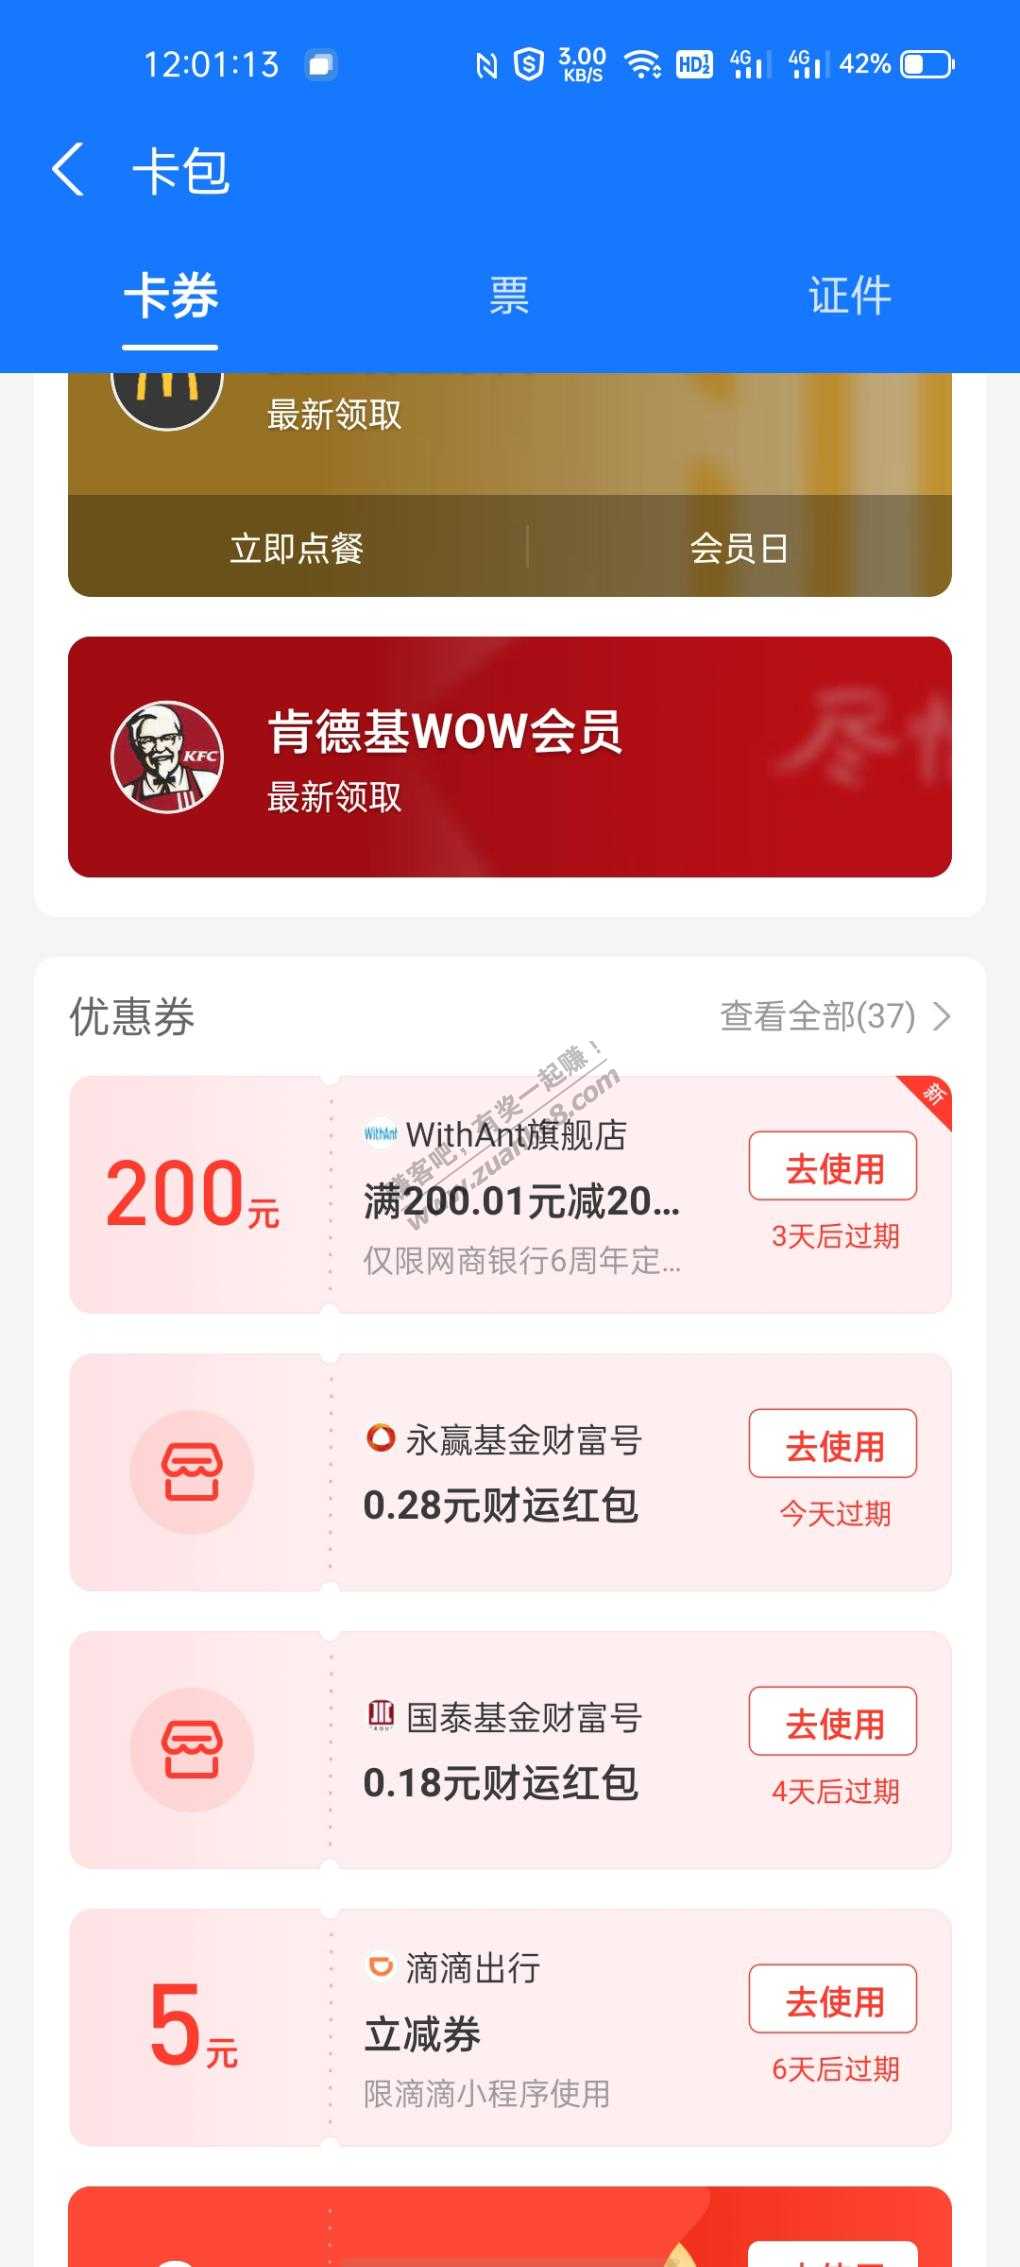 12:01:13
3.00 KB/S HD 1 2 4G 4G 42%
卡包
卡券 票 证件
最新领取
立即点餐 会员日
KFC
肯德基WOW会员
最新领取
优惠券 查看全部(37)
新
WithAnt WithAnt旗舰店
200元
满200.01元减20...
去使用
仅限网商银行6周年定...
3天后过期
赚客吧,有奖一起赚!
www.zuanke8.com
永赢基金财富号
0.28元财运红包
去使用
今天过期
国泰基金财富号
0.18元财运红包
去使用
4天后过期
滴滴出行
5元
立减券
限滴滴小程序使用
去使用
6天后过期